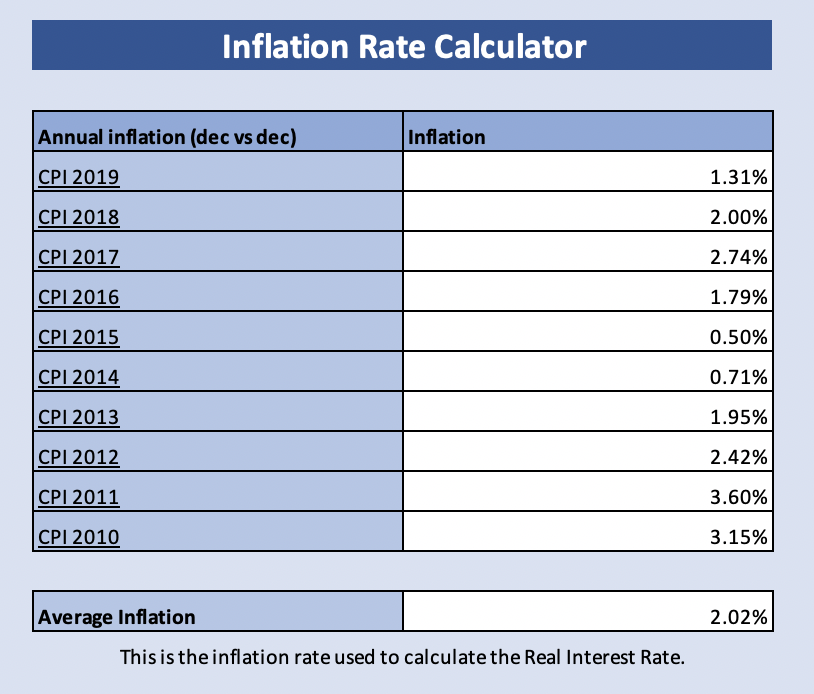 Inflation Rate Calculator
Annual inflation (dec vs dec) Inflation
CPI 2019 1.31%
CPI 2018 2.00%
CPI 2017 2.74%
CPI 2016 1.79%
CPI 2015 0.50%
CPI 2014 0.71%
CPI 2013 1.95%
CPI 2012 2.42%
CPI 2011 3.60%
CPI 2010 3.15%
Average Inflation 2.02%
This is the inflation rate used to calculate the Real Interest Rate.